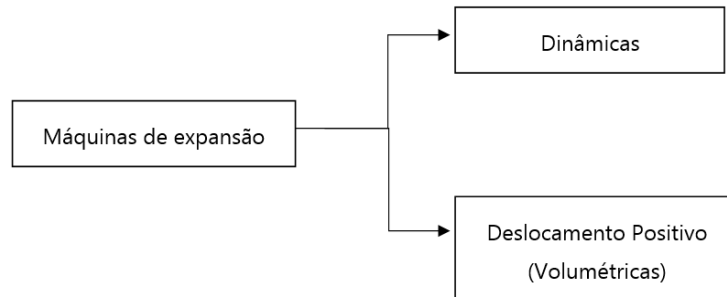 Dinâmicas
Máquinas de expansão
Deslocamento Positivo
(Volumétricas)